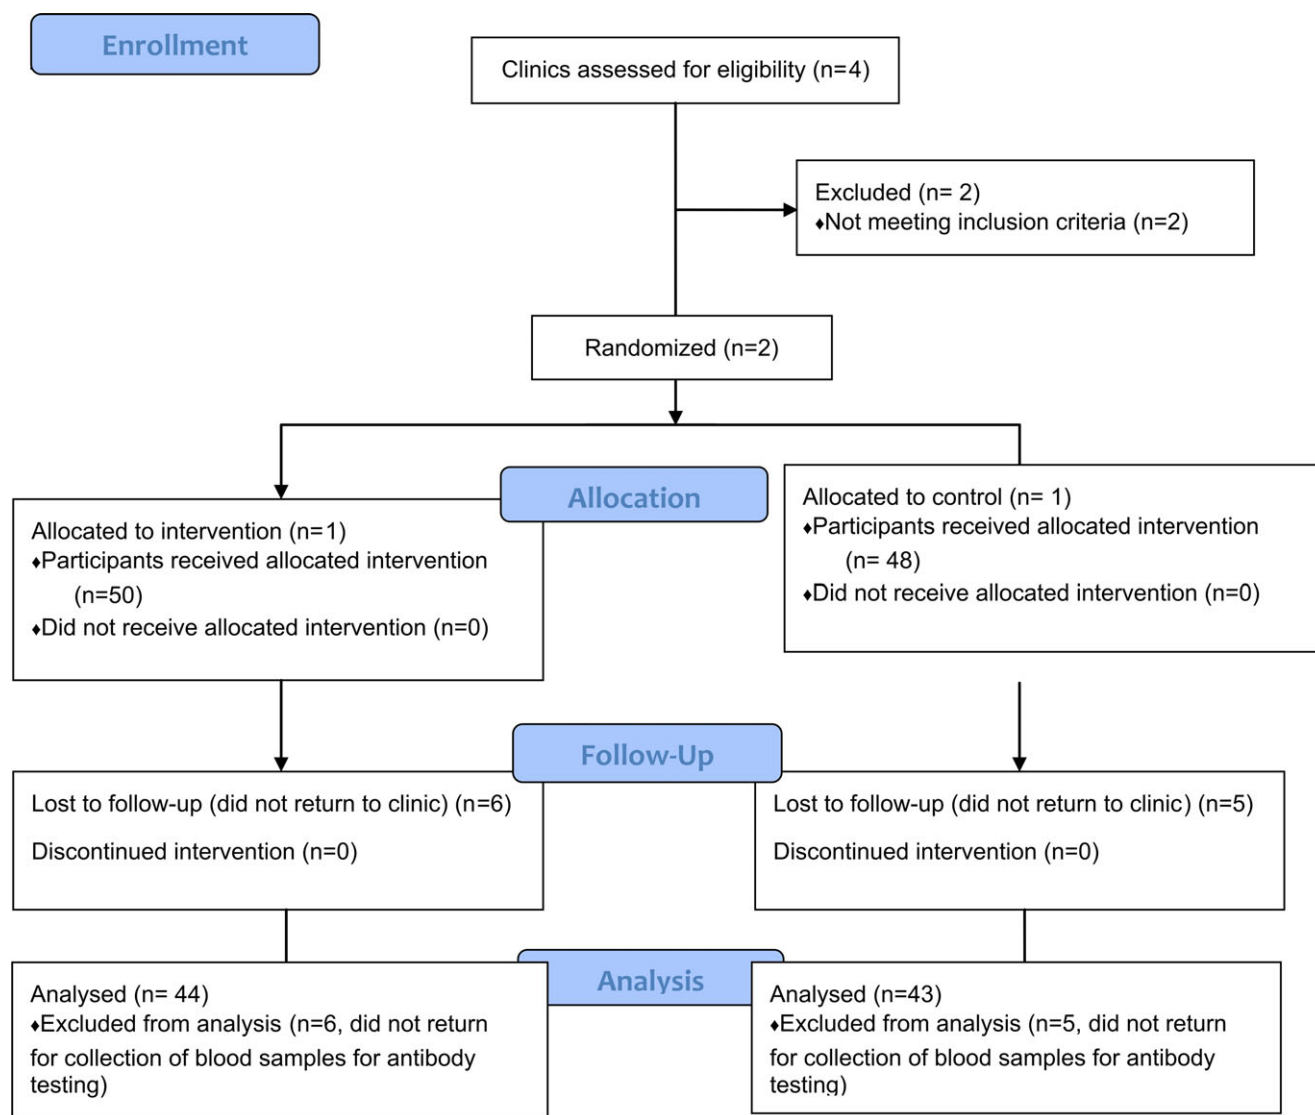 Enrollment
Clinics assessed for eligibility (n=4)
Excluded (n= 2)
♦Not meeting inclusion criteria (n=2)
Randomized (n=2)
Allocation
Allocated to intervention (n=1)
♦Participants received allocated intervention
(n=50)
♦Did not receive allocated intervention (n=0)
Allocated to control (n= 1)
♦Participants received allocated intervention
(n= 48)
♦Did not receive allocated intervention (n=0)
Follow-Up
Lost to follow-up (did not return to clinic) (n=6)
Discontinued intervention (n=0)
Lost to follow-up (did not return to clinic) (n=5)
Discontinued intervention (n=0)
Analysis
Analysed (n= 44)
♦Excluded from analysis (n=6, did not return
for collection of blood samples for antibody
testing)
Analysed (n=43)
♦Excluded from analysis (n=5, did not return
for collection of blood samples for antibody
testing)